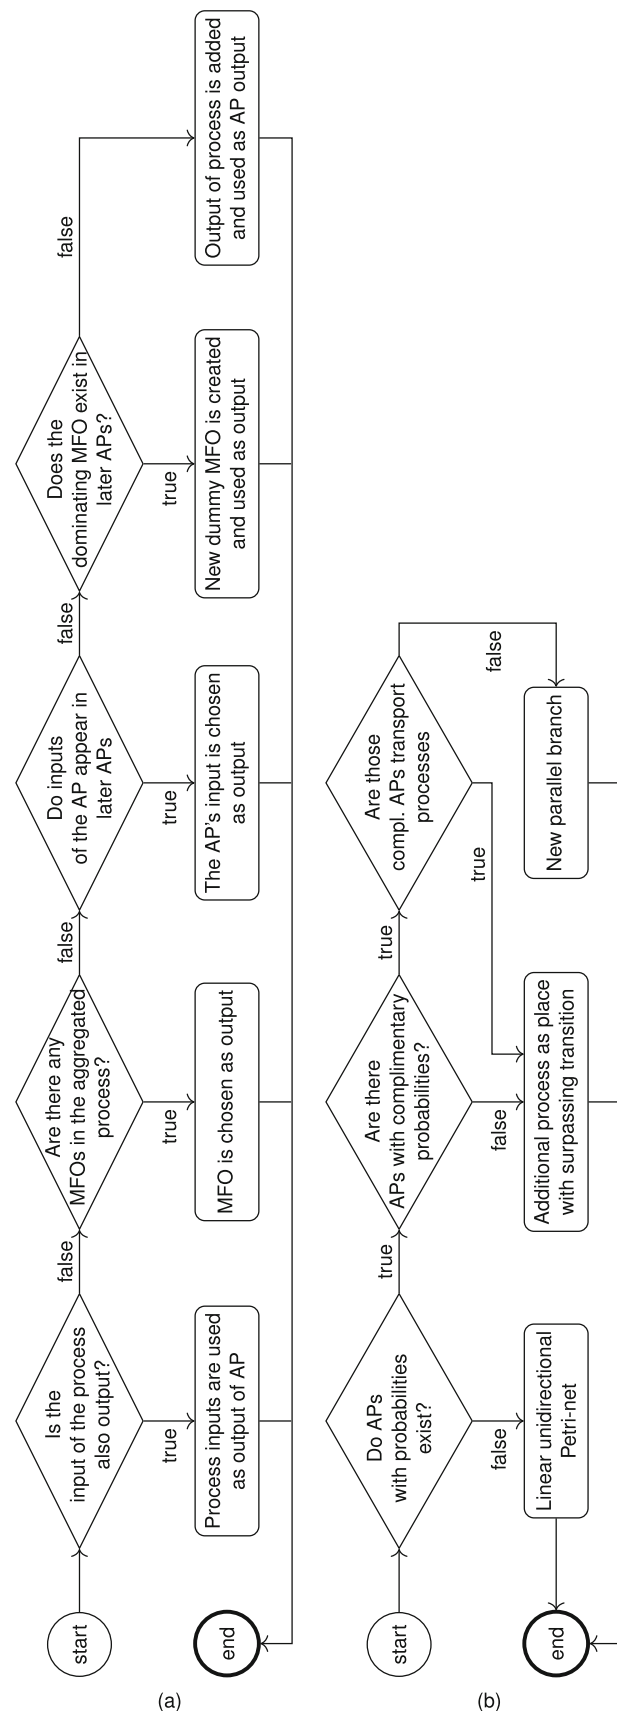 start
Is the
input of the process
also output?
false
Are there any
MFOs in the aggregated
process?
false
Do inputs
of the AP appear in
later APs
false
Does the
dominating MFO exist in
later APs?
false
true
true
true
true
end
Process inputs are used
as output of AP
MFO is chosen as output
The AP's input is chosen
as output
New dummy MFO is created
and used as output
Output of process is added
and used as AP output
(a)
start
Do APs
with probabilities
exist?
true
Are there
APs with complimentary
probabilities?
true
Are those
compl. APs transport
processes
false
false
true
false
end
Linear unidirectional
Petri-net
Additional process as place
with surpassing transition
New parallel branch
(b)